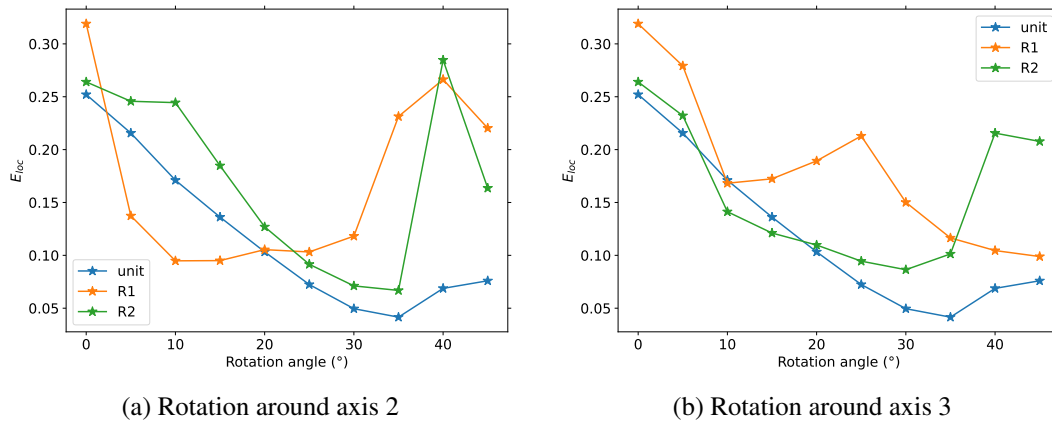 0.30
0.25
0.20
0.15
0.10
0.05
E_loc
unit
R1
R2
0 10 20 30 40
Rotation angle (°)
(a) Rotation around axis 2
0.30
0.25
0.20
0.15
0.10
0.05
E_loc
unit
R1
R2
0 10 20 30 40
Rotation angle (°)
(b) Rotation around axis 3